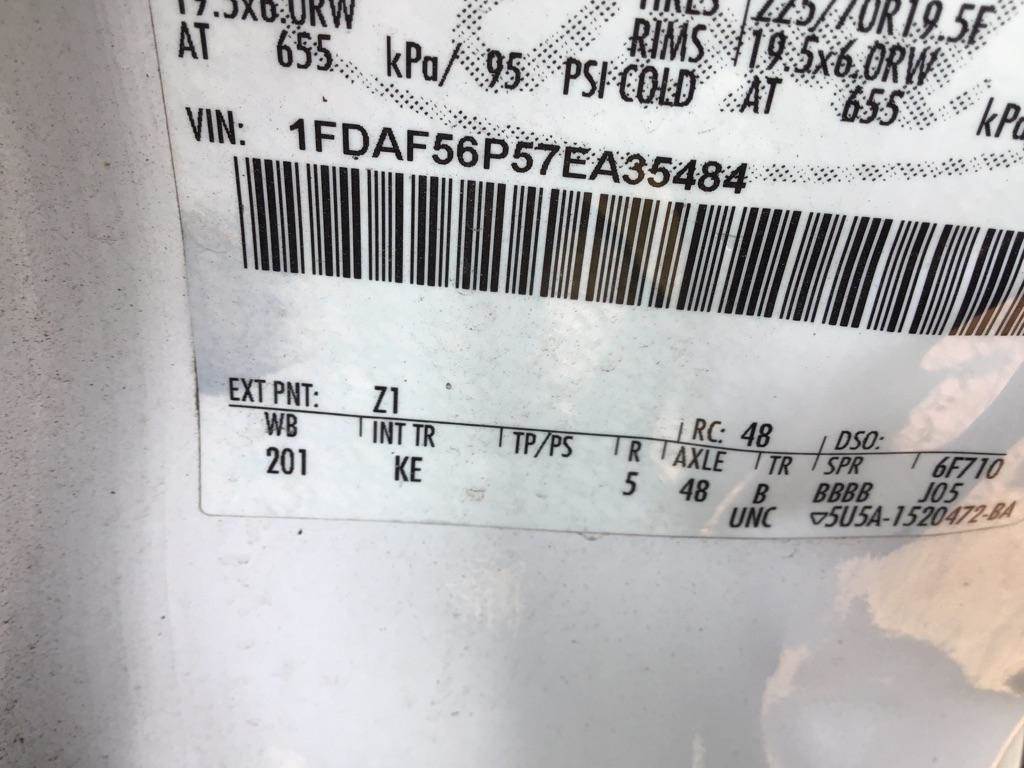 19.5x6.0RW TIRES 225/70R19.5F
AT 655 kPa/ 95 PSI COLD RIMS 19.5x6.0RW
AT 655 kPa
VIN: 1FDAF56P57EA35484
EXT PNT: Z1 RC: 48 DSO:
WB INT TR TP/PS R AXLE TR SPR 6F710
201 KE 5 48 B BBBB J05
UNC ▽5U5A-1520472-BA